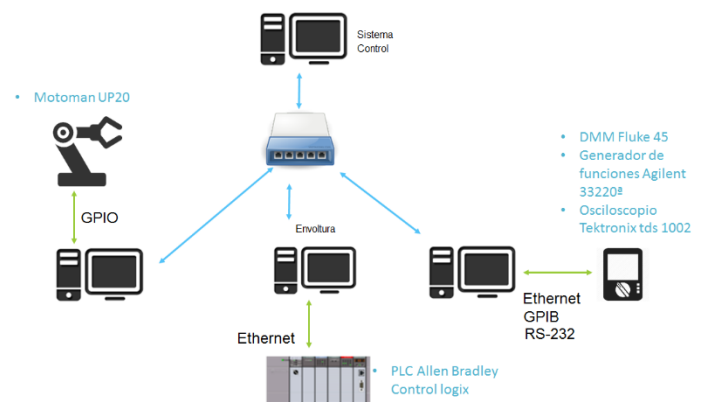 Sistema
Control
• Motoman UP20
• DMM Fluke 45
• Generador de
funciones Agilent
33220ª
• Osciloscopio
Tektronix tds 1002
GPIO
Envoltura
Ethernet
GPIB
RS-232
Ethernet
• PLC Allen Bradley
Control logix